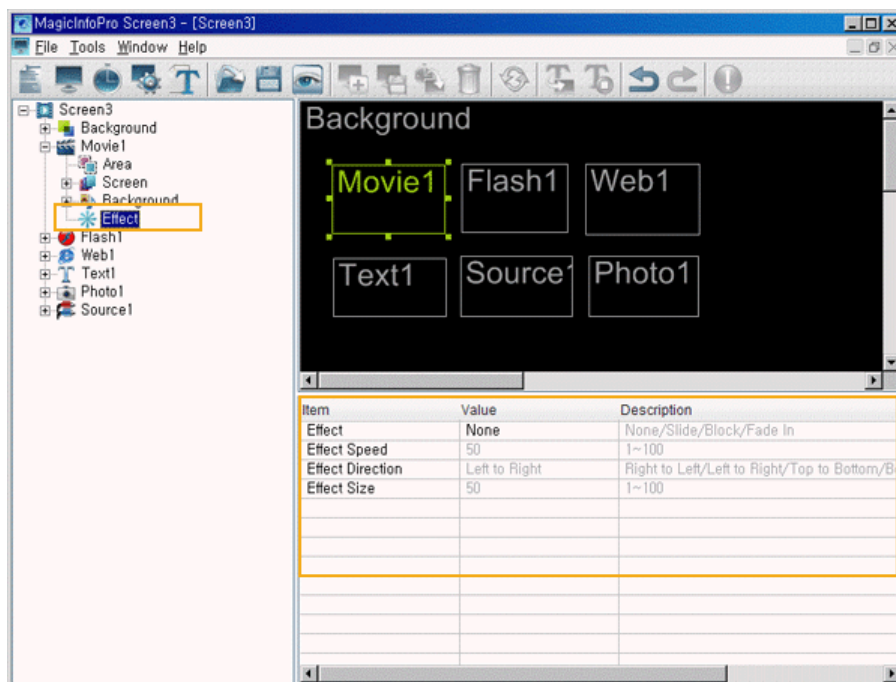 MagicInfoPro Screen3 - [Screen3]
File Tools Window Help
Screen3
Background
Movie1
Area
Screen
Background
Effect
Flash1
Web1
Text1
Photo1
Source1
Background
Movie1 Flash1 Web1
Text1 Source1 Photo1
Item Value Description
Effect None None/Slide/Block/Fade In
Effect Speed 50 1~100
Effect Direction Left to Right Right to Left/Left to Right/Top to Bottom/B
Effect Size 50 1~100